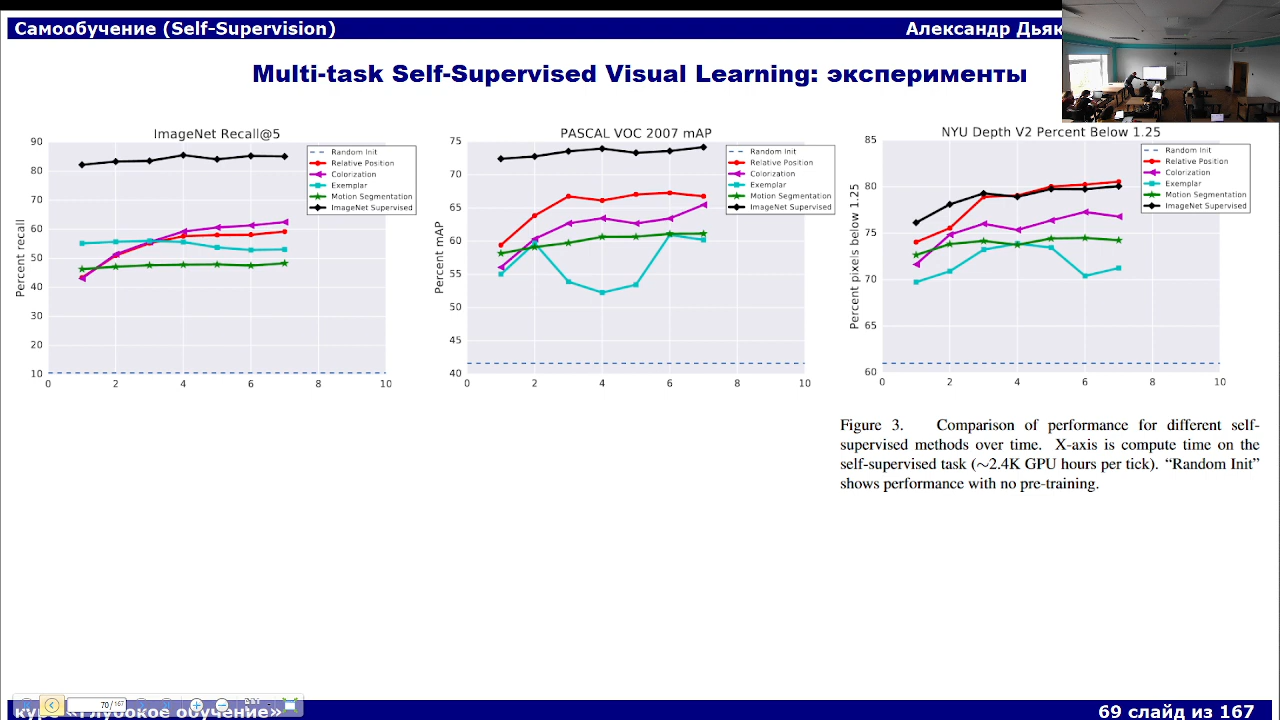 Самообучение (Self-Supervision)
Александр Дьяк
Multi-task Self-Supervised Visual Learning: эксперименты
ImageNet Recall@5
Percent recall
90
80
70
60
50
40
30
20
10
0 2 4 6 8 10
Random Init
Relative Position
Colorization
Exemplar
Motion Segmentation
ImageNet Supervised
PASCAL VOC 2007 mAP
Percent mAP
75
70
65
60
55
50
45
40
0 2 4 6 8 10
Random Init
Relative Position
Colorization
Exemplar
Motion Segmentation
ImageNet Supervised
NYU Depth V2 Percent Below 1.25
Percent pixels below 1.25
85
80
75
70
65
60
0 2 4 6 8 10
Random Init
Relative Position
Colorization
Exemplar
Motion Segmentation
ImageNet Supervised
Figure 3. Comparison of performance for different self-
supervised methods over time. X-axis is compute time on the
self-supervised task (∼2.4K GPU hours per tick). “Random Init”
shows performance with no pre-training.
70 / 167
курс «Глубокое обучение»
69 слайд из 167